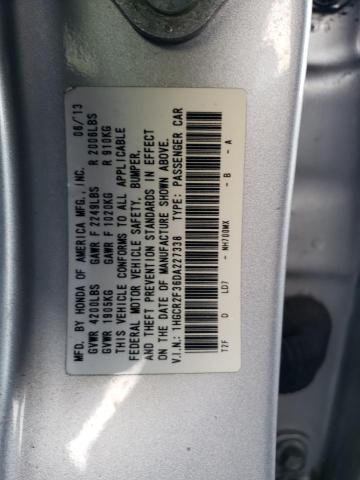 MFD. BY HONDA OF AMERICA MFG., INC. 06/13
GVWR 4200LBS GAWR F 2249LBS R 2006LBS
GVWR 1905KG GAWR F 1020KG R 910KG
THIS VEHICLE CONFORMS TO ALL APPLICABLE
FEDERAL MOTOR VEHICLE SAFETY, BUMPER,
AND THEFT PREVENTION STANDARDS IN EFFECT
ON THE DATE OF MANUFACTURE SHOWN ABOVE.
V.I.N.: 1HGCR2F36DA227338 TYPE: PASSENGER CAR
T2F D LD7 - NH700MX - B - A